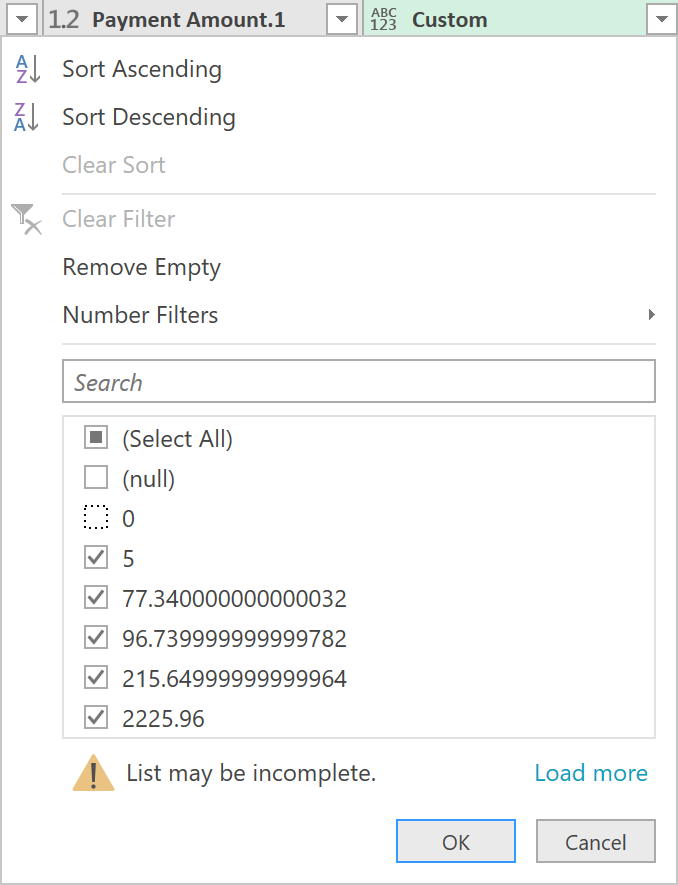 1.2 Payment Amount.1 ABC 123 Custom
A Z Sort Ascending
Z A Sort Descending
Clear Sort
Clear Filter
Remove Empty
Number Filters
Search
(Select All)
(null)
0
5
77.340000000000032
96.739999999999782
215.64999999999964
2225.96
List may be incomplete. Load more
OK Cancel